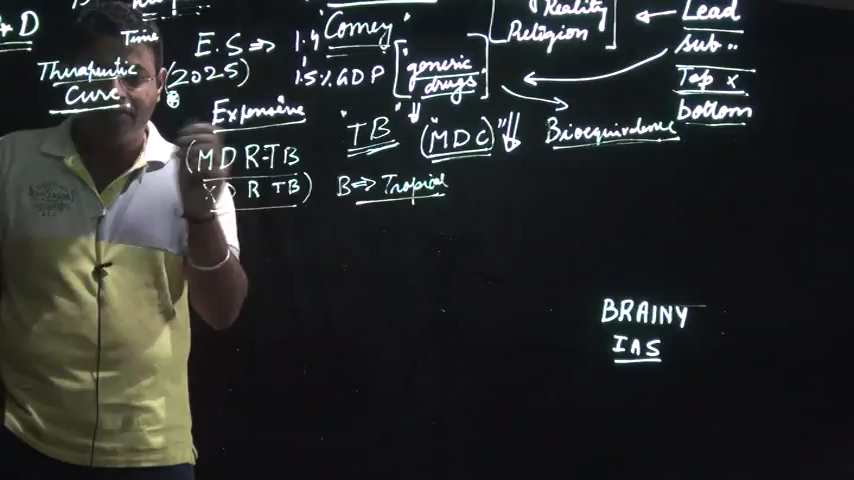 Reality
Religion
Lead
sub ..
Top x
bottom
+ D
Time
Therapeutic
Cure
(2025)
E.S ⇒ 1.4
"Comey"
1.5% GDP
["generic
drugs"]
Expensive
"TB"
("MDC")
Bioequivdence
(MDR-TB
XDR TB)
B ⇒ Tropical
BRAINY
IAS